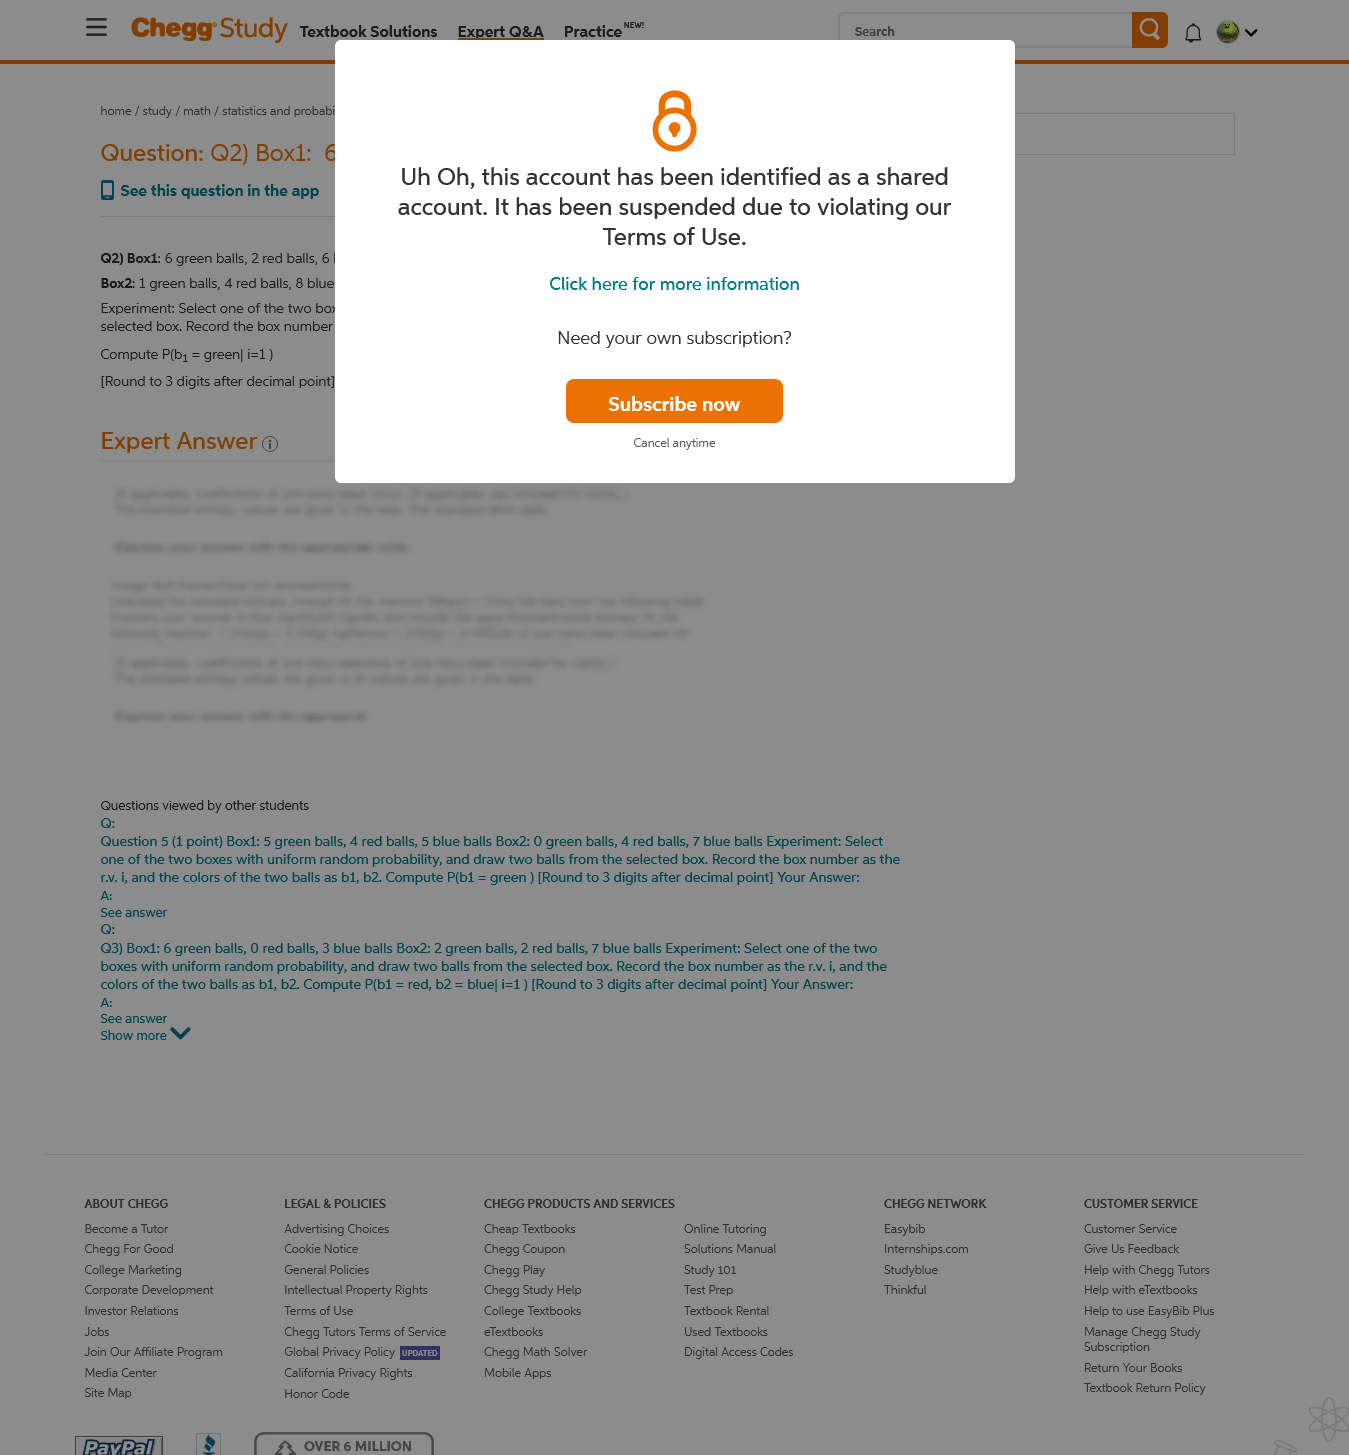 Chegg Study Textbook Solutions Expert Q&A Practice NEW! Search
home / study / math / statistics and probabi
Question: Q2) Box1: 6
See this question in the app
Q2) Box1: 6 green balls, 2 red balls, 6
Box2: 1 green balls, 4 red balls, 8 blue
Experiment: Select one of the two box
selected box. Record the box number
Compute P(b1 = green| i=1 )
[Round to 3 digits after decimal point]
Expert Answer
Uh Oh, this account has been identified as a shared
account. It has been suspended due to violating our
Terms of Use.
Click here for more information
Need your own subscription?
Subscribe now
Cancel anytime
Questions viewed by other students
Q:
Question 5 (1 point) Box1: 5 green balls, 4 red balls, 5 blue balls Box2: 0 green balls, 4 red balls, 7 blue balls Experiment: Select
one of the two boxes with uniform random probability, and draw two balls from the selected box. Record the box number as the
r.v. i, and the colors of the two balls as b1, b2. Compute P(b1 = green ) [Round to 3 digits after decimal point] Your Answer:
A:
See answer
Q:
Q3) Box1: 6 green balls, 0 red balls, 3 blue balls Box2: 2 green balls, 2 red balls, 7 blue balls Experiment: Select one of the two
boxes with uniform random probability, and draw two balls from the selected box. Record the box number as the r.v. i, and the
colors of the two balls as b1, b2. Compute P(b1 = red, b2 = blue| i=1 ) [Round to 3 digits after decimal point] Your Answer:
A:
See answer
Show more
ABOUT CHEGG
Become a Tutor
Chegg For Good
College Marketing
Corporate Development
Investor Relations
Jobs
Join Our Affiliate Program
Media Center
Site Map
LEGAL & POLICIES
Advertising Choices
Cookie Notice
General Policies
Intellectual Property Rights
Terms of Use
Chegg Tutors Terms of Service
Global Privacy Policy UPDATED
California Privacy Rights
Honor Code
CHEGG PRODUCTS AND SERVICES
Cheap Textbooks
Chegg Coupon
Chegg Play
Chegg Study Help
College Textbooks
eTextbooks
Chegg Math Solver
Mobile Apps
Online Tutoring
Solutions Manual
Study 101
Test Prep
Textbook Rental
Used Textbooks
Digital Access Codes
CHEGG NETWORK
Easybib
Internships.com
Studyblue
Thinkful
CUSTOMER SERVICE
Customer Service
Give Us Feedback
Help with Chegg Tutors
Help with eTextbooks
Help to use EasyBib Plus
Manage Chegg Study
Subscription
Return Your Books
Textbook Return Policy
PayPal
OVER 6 MILLION